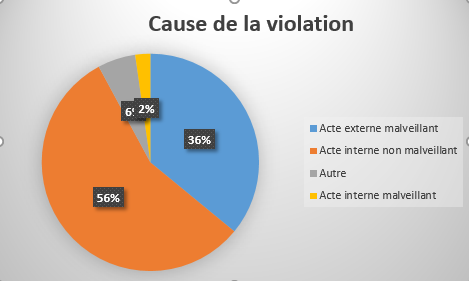 Cause de la violation
36%
56%
6%
2%
Acte externe malveillant
Acte interne non malveillant
Autre
Acte interne malveillant